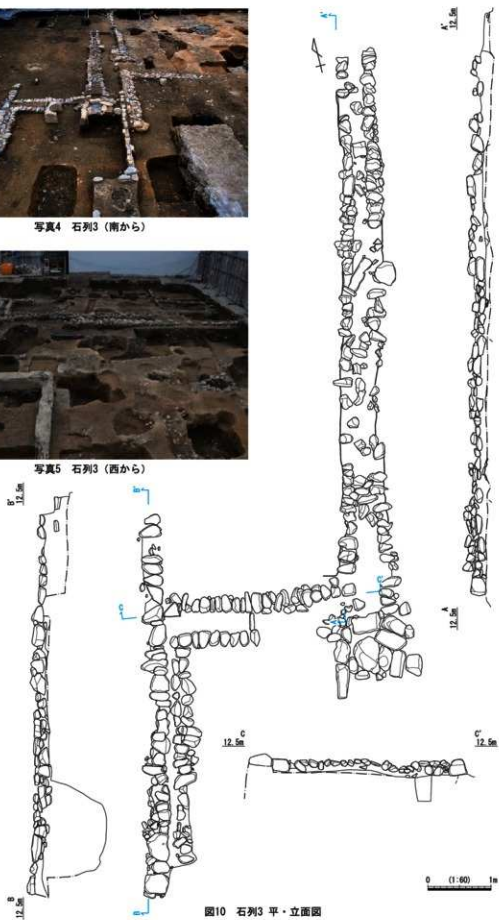 写真4 石列3（南から）
写真5 石列3（西から）
A'
A'
12.5m
B'
12.5m
B'
C
C'
A
A
12.5m
C
12.5m
C'
12.5m
B
12.5m
B
0 (1:60) 1m
図10 石列3 平・立面図